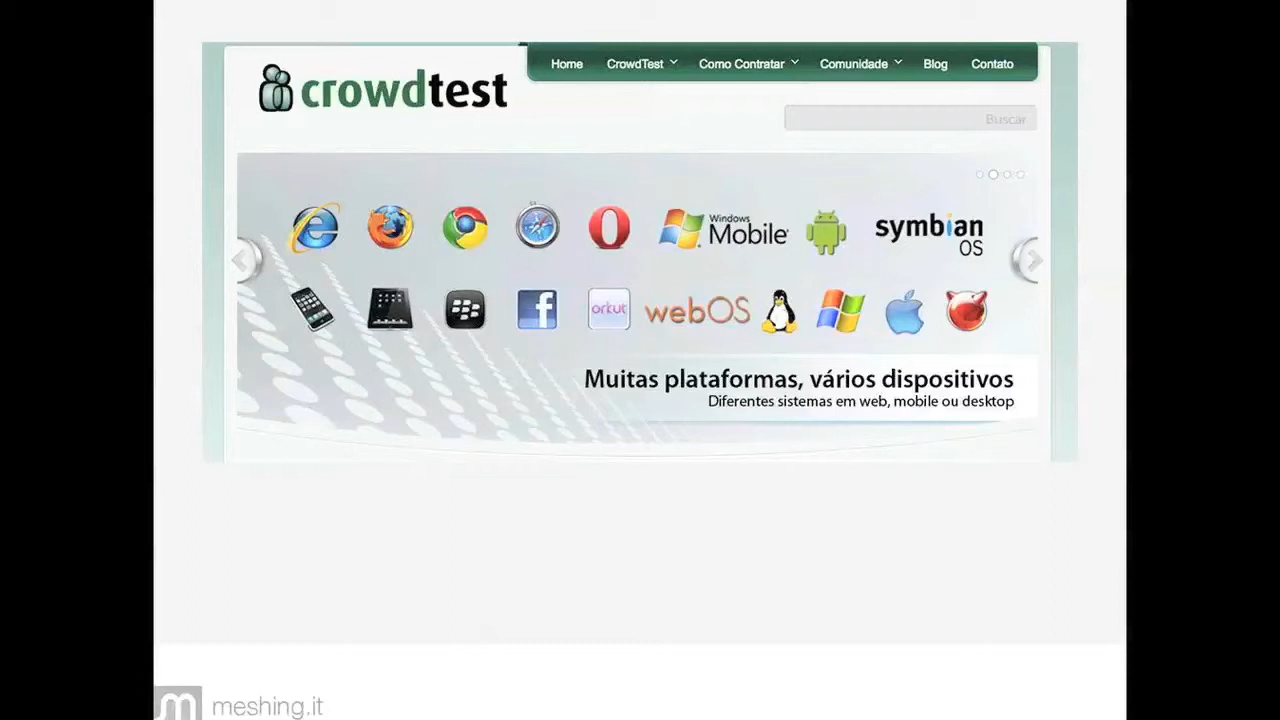 Home CrowdTest Como Contratar Comunidade Blog Contato
crowdtest
Buscar
Windows Mobile
symbian OS
orkut
webOS
Muitas plataformas, vários dispositivos
Diferentes sistemas em web, mobile ou desktop
meshing.it